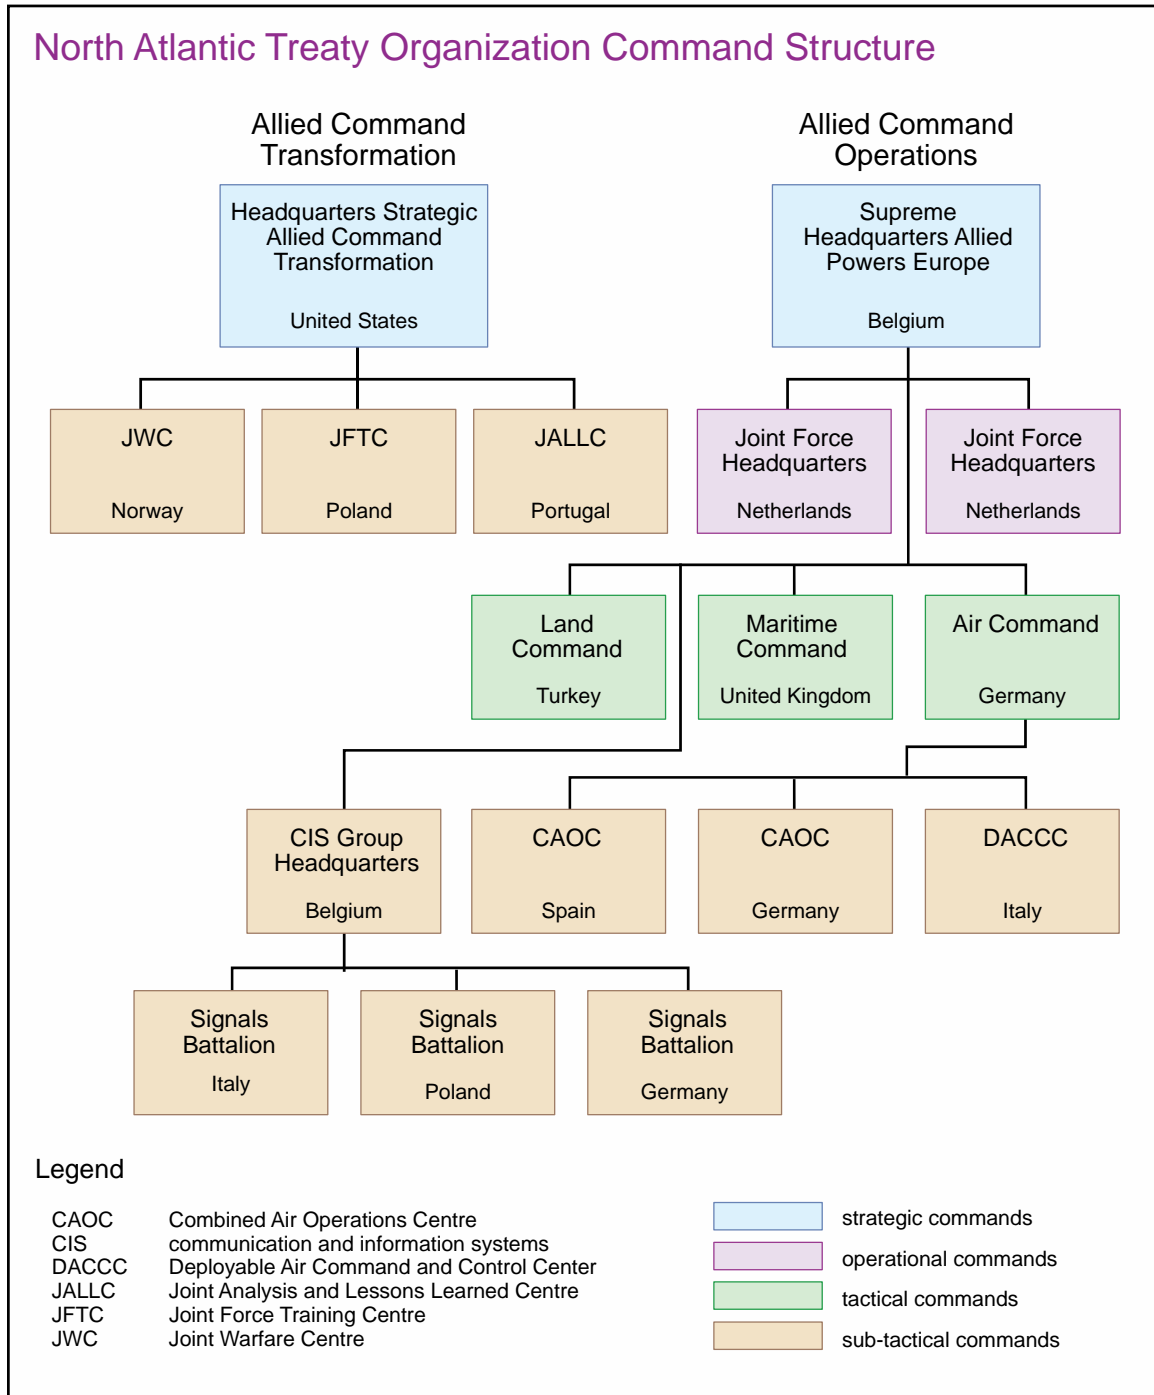 North Atlantic Treaty Organization Command Structure
Allied Command
Transformation
Allied Command
Operations
Headquarters Strategic
Allied Command
Transformation
United States
Supreme
Headquarters Allied
Powers Europe
Belgium
JWC
Norway
JFTC
Poland
JALLC
Portugal
Joint Force
Headquarters
Netherlands
Joint Force
Headquarters
Netherlands
Land
Command
Turkey
Maritime
Command
United Kingdom
Air Command
Germany
CIS Group
Headquarters
Belgium
CAOC
Spain
CAOC
Germany
DACCC
Italy
Signals
Battalion
Italy
Signals
Battalion
Poland
Signals
Battalion
Germany
Legend
CAOC Combined Air Operations Centre
CIS communication and information systems
DACCC Deployable Air Command and Control Center
JALLC Joint Analysis and Lessons Learned Centre
JFTC Joint Force Training Centre
JWC Joint Warfare Centre
strategic commands
operational commands
tactical commands
sub-tactical commands